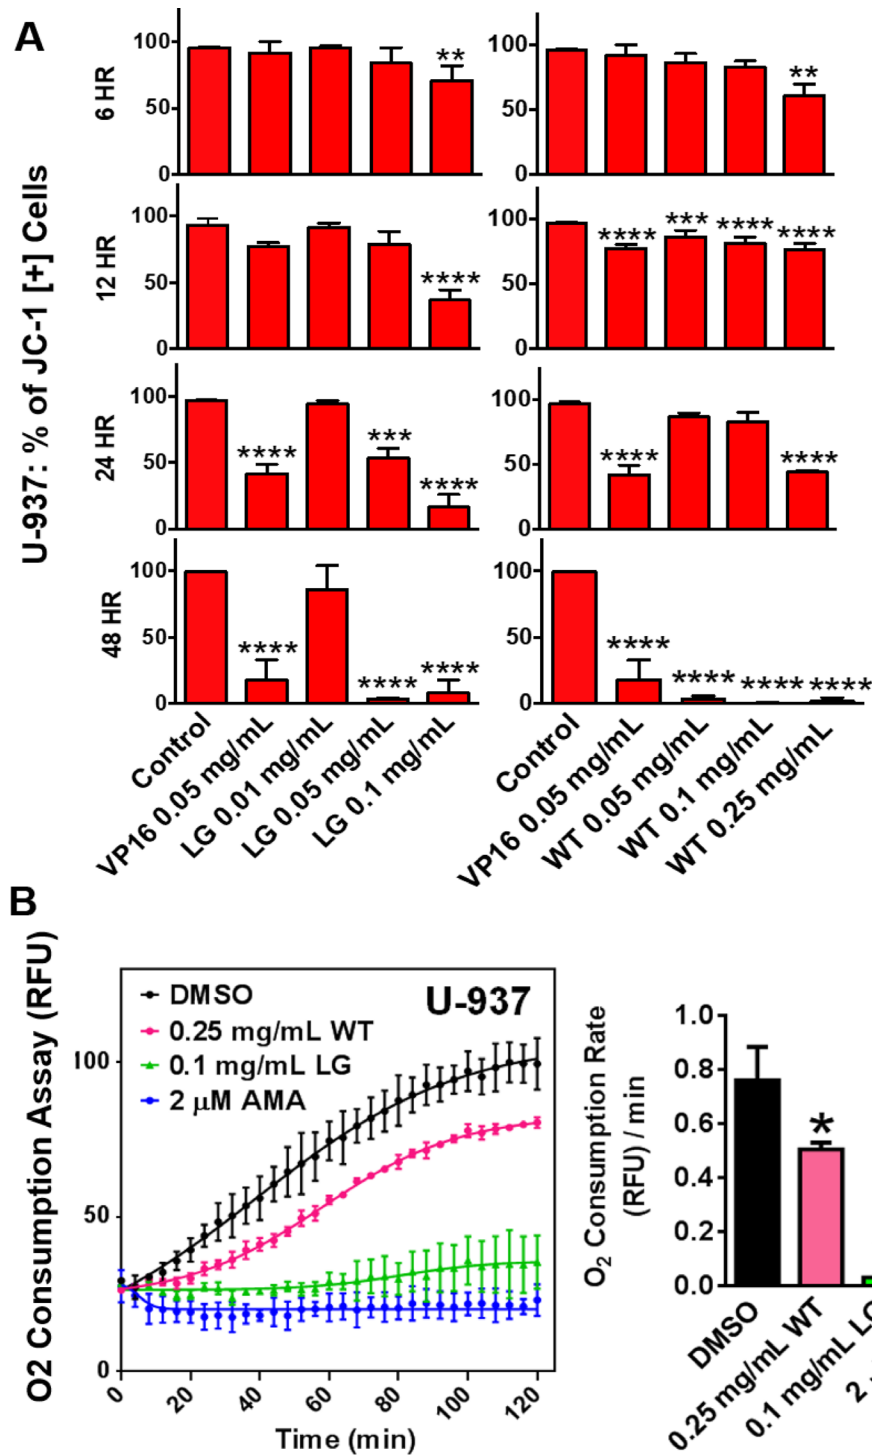 A
U-937: % of JC-1 [+] Cells
6 HR
100
50
0
**
100
50
0
**
12 HR
100
50
0
****
100
50
0
****
***
****
****
24 HR
100
50
0
****
***
****
100
50
0
****
****
48 HR
100
50
0
****
****
****
100
50
0
****
****
****
****
Control
VP16 0.05 mg/mL
LG 0.01 mg/mL
LG 0.05 mg/mL
LG 0.1 mg/mL
Control
VP16 0.05 mg/mL
WT 0.05 mg/mL
WT 0.1 mg/mL
WT 0.25 mg/mL
B
O2 Consumption Assay (RFU)
100
50
0
DMSO
0.25 mg/mL WT
0.1 mg/mL LG
2 µM AMA
U-937
0
20
40
60
80
100
120
Time (min)
O₂ Consumption Rate
(RFU) / min
1.0
0.8
0.6
0.4
0.2
0.0
*
DMSO
0.25 mg/mL WT
0.1 mg/mL LG
2